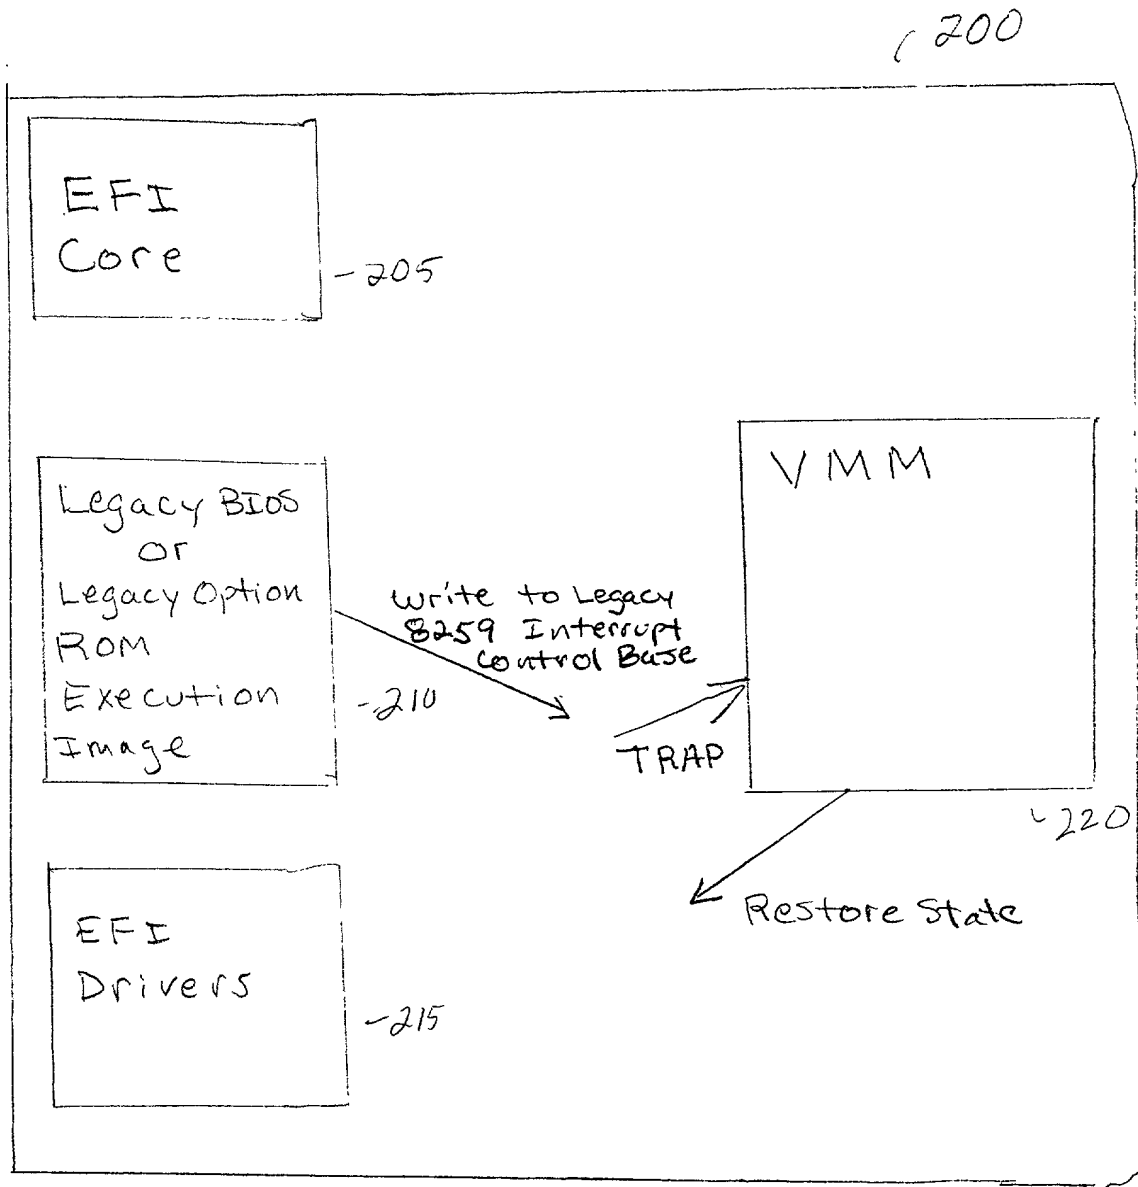 200
EFI
Core
-205
Legacy BIOS
or
Legacy Option
ROM
Execution
Image
-210
Write to Legacy
8259 Interrupt
Control Base
TRAP
VMM
220
Restore State
EFI
Drivers
-215